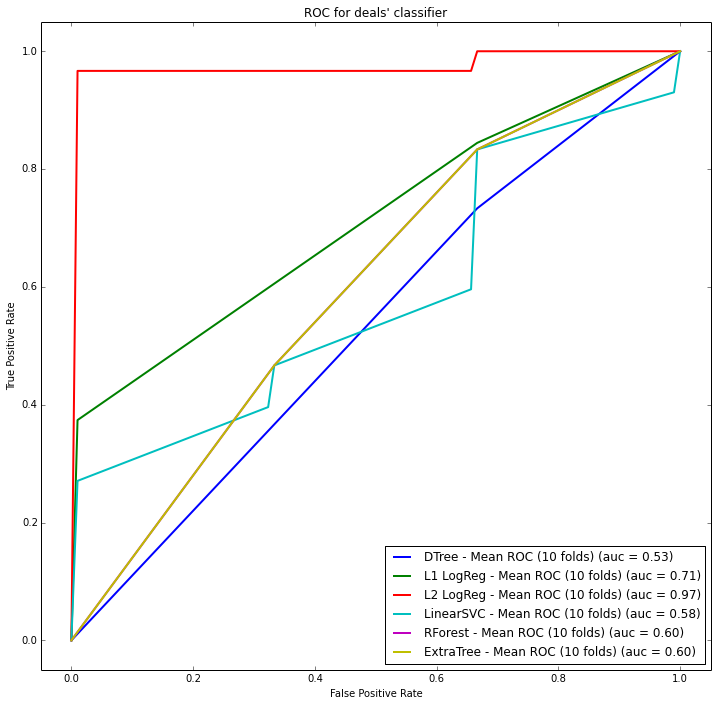 ROC for deals' classifier
1.0
0.8
0.6
0.4
0.2
0.0
True Positive Rate
DTree - Mean ROC (10 folds) (auc = 0.53)
L1 LogReg - Mean ROC (10 folds) (auc = 0.71)
L2 LogReg - Mean ROC (10 folds) (auc = 0.97)
LinearSVC - Mean ROC (10 folds) (auc = 0.58)
RForest - Mean ROC (10 folds) (auc = 0.60)
ExtraTree - Mean ROC (10 folds) (auc = 0.60)
0.0 0.2 0.4 0.6 0.8 1.0
False Positive Rate